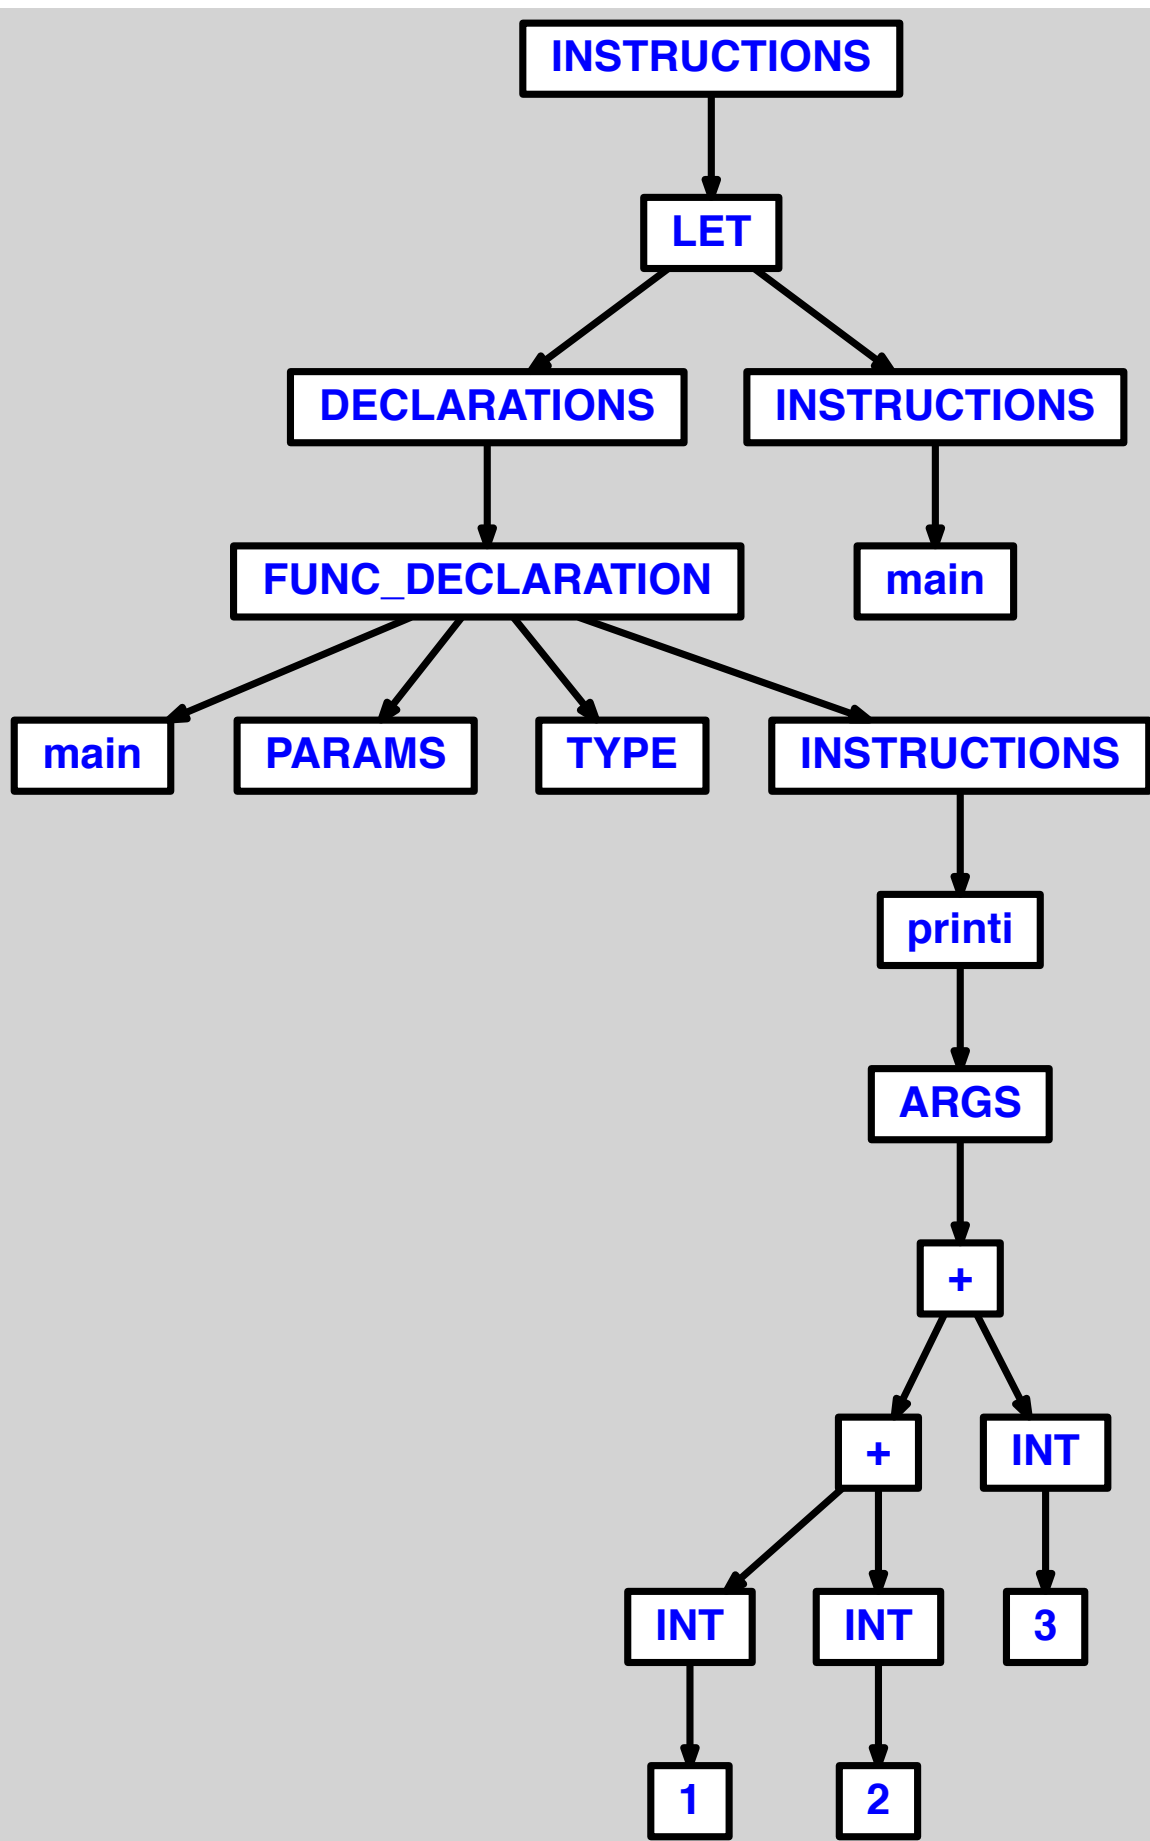 INSTRUCTIONS
LET
DECLARATIONS
INSTRUCTIONS
FUNC_DECLARATION
main
main
PARAMS
TYPE
INSTRUCTIONS
printi
ARGS
+
+
INT
INT
INT
3
1
2